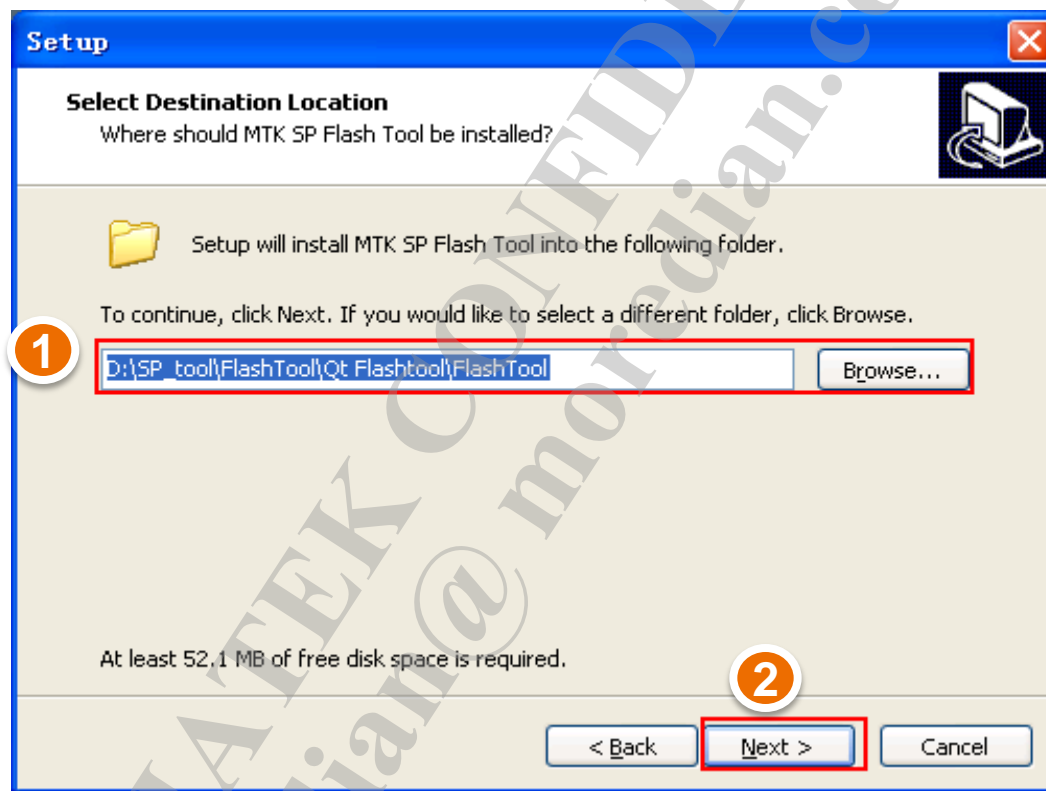 Setup
Select Destination Location
Where should MTK SP Flash Tool be installed?
Setup will install MTK SP Flash Tool into the following folder.
To continue, click Next. If you would like to select a different folder, click Browse.
1
D:\SP_tool\FlashTool\Qt Flashtool\FlashTool
Browse...
At least 52,1 MB of free disk space is required.
2
< Back
Next >
Cancel